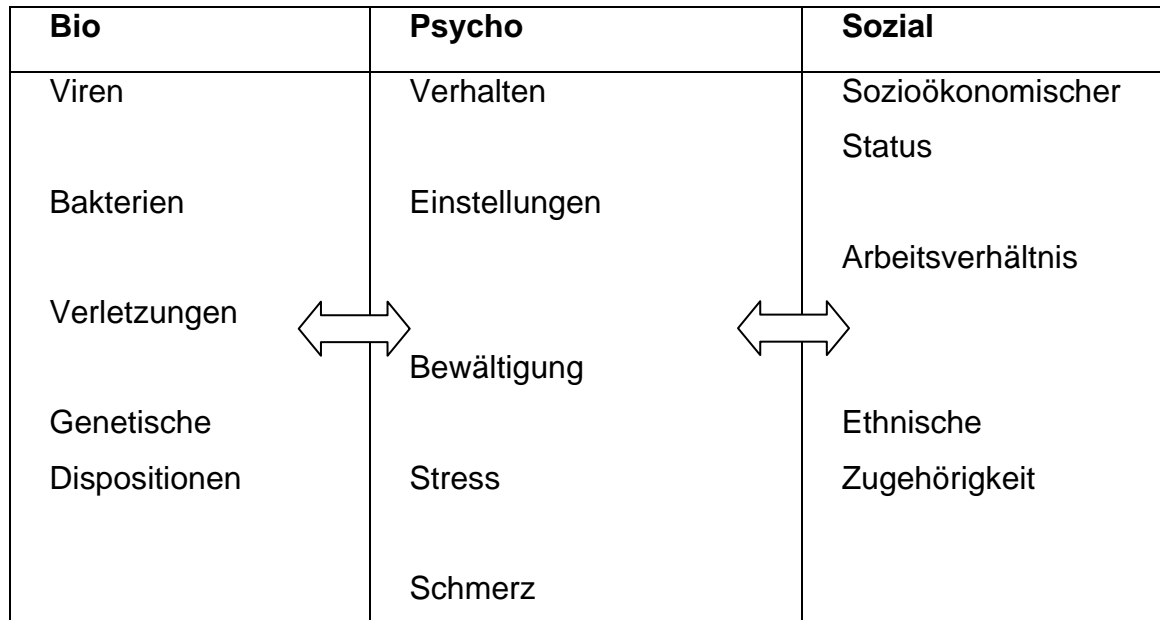 Bio
Psycho
Sozial
Viren
Bakterien
Verletzungen
Genetische
Dispositionen
Verhalten
Einstellungen
Bewältigung
Stress
Schmerz
Sozioökonomischer
Status
Arbeitsverhältnis
Ethnische
Zugehörigkeit